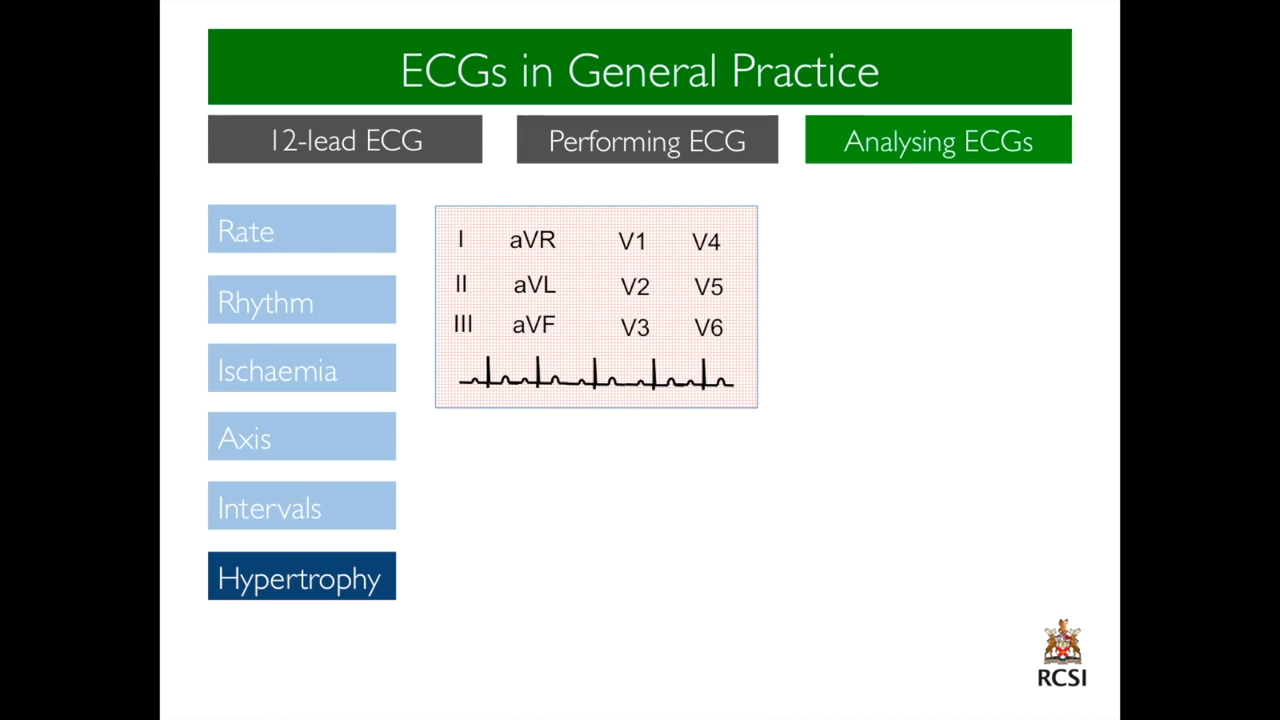 ECGs in General Practice
12-lead ECG
Performing ECG
Analysing ECGs
Rate
Rhythm
Ischaemia
Axis
Intervals
Hypertrophy
I aVR V1 V4
II aVL V2 V5
III aVF V3 V6
RCSI